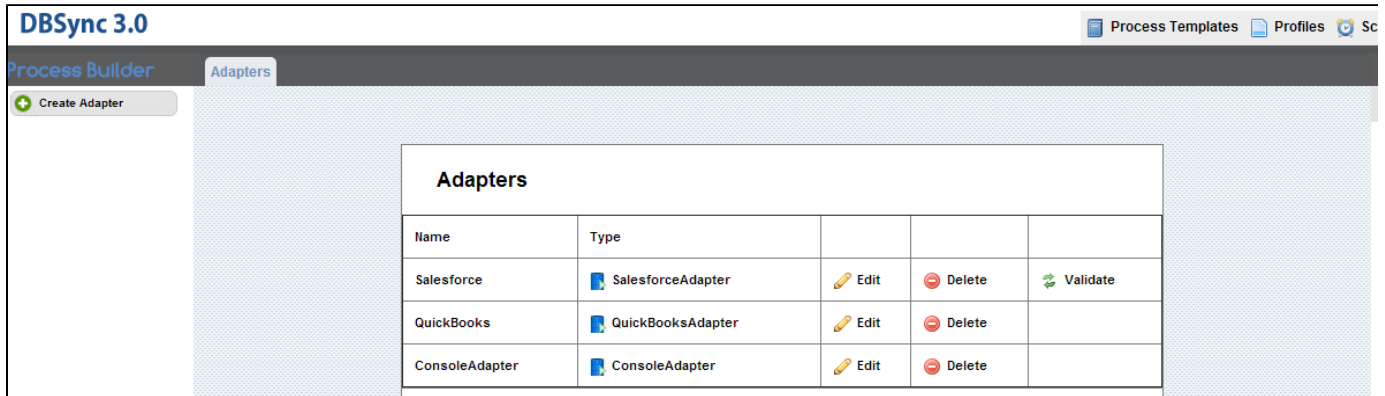 DBSync 3.0
Process Templates Profiles
Process Builder Adapters
Create Adapter
Adapters
Name Type
Salesforce SalesforceAdapter Edit Delete Validate
QuickBooks QuickBooksAdapter Edit Delete
ConsoleAdapter ConsoleAdapter Edit Delete